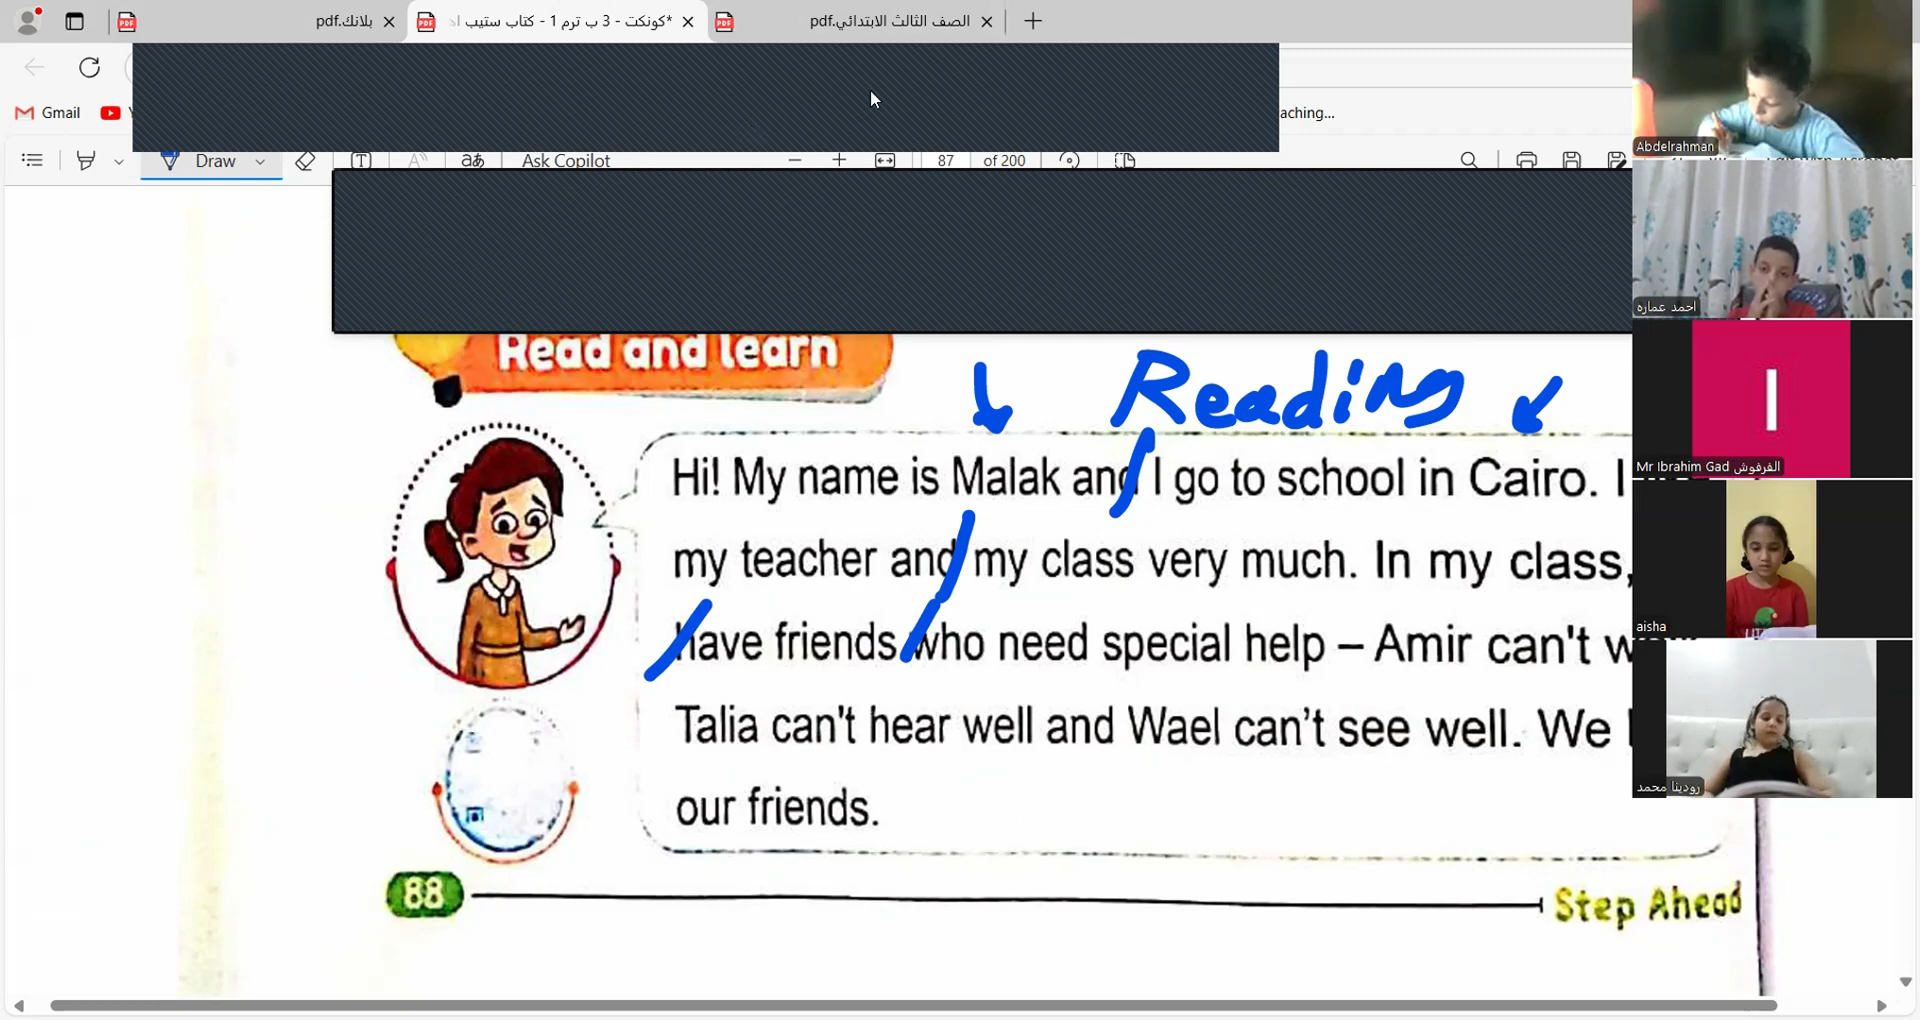 بلانك.pdf
*كونكت - 3 ب ترم 1 - كتاب ستيب اد
الصف الثالث الابتدائي.pdf
Gmail
aching...
Draw
aあ
Ask Copilot
87 of 200
Read and learn
Reading
Hi! My name is Malak and I go to school in Cairo. I
my teacher and my class very much. In my class,
have friends who need special help – Amir can't
Talia can't hear well and Wael can't see well. We
our friends.
88
Step Ahead
Abdelrahman
احمد عماره
I
Mr Ibrahim Gad الفرفوش
aisha
رودينا محمد